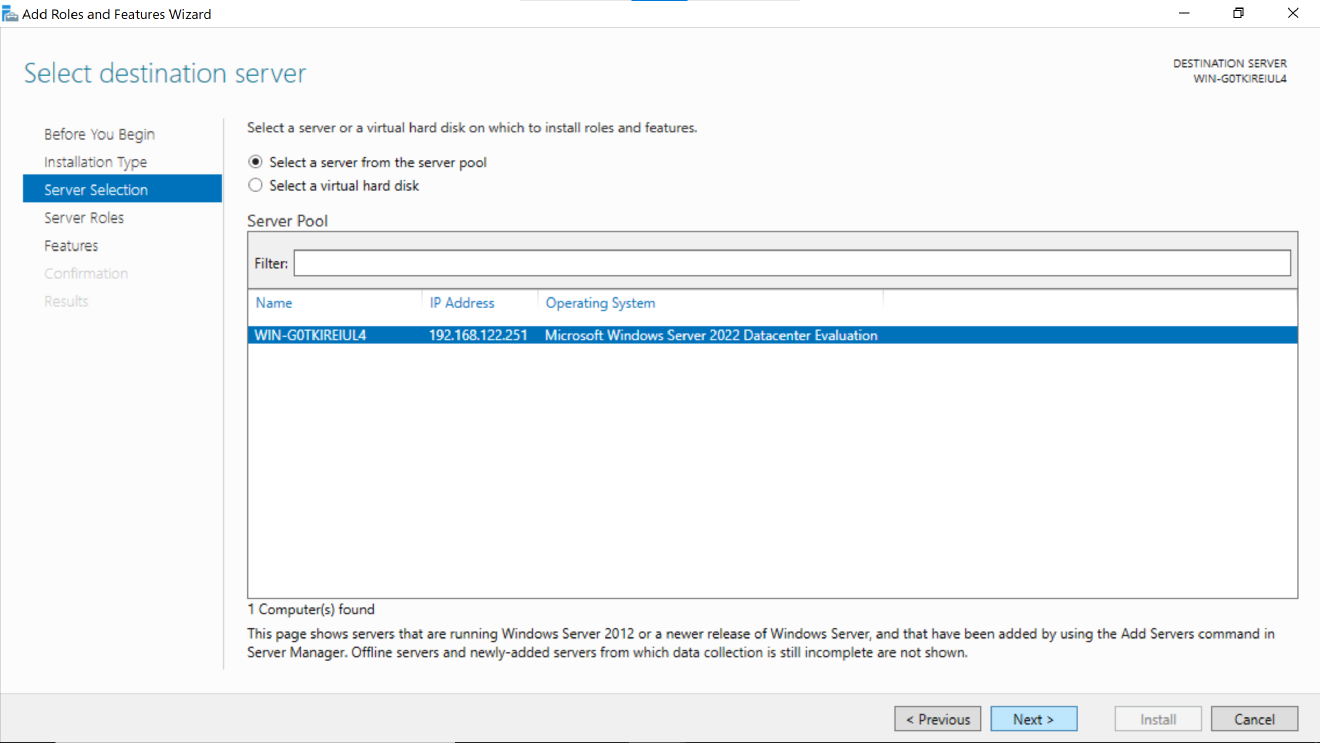 Add Roles and Features Wizard
Select destination server
DESTINATION SERVER
WIN-G0TKIREIUL4
Before You Begin
Installation Type
Server Selection
Server Roles
Features
Confirmation
Results
Select a server or a virtual hard disk on which to install roles and features.
Select a server from the server pool
Select a virtual hard disk
Server Pool
Filter:
Name IP Address Operating System
WIN-G0TKIREIUL4 192.168.122.251 Microsoft Windows Server 2022 Datacenter Evaluation
1 Computer(s) found
This page shows servers that are running Windows Server 2012 or a newer release of Windows Server, and that have been added by using the Add Servers command in
Server Manager. Offline servers and newly-added servers from which data collection is still incomplete are not shown.
< Previous Next > Install Cancel